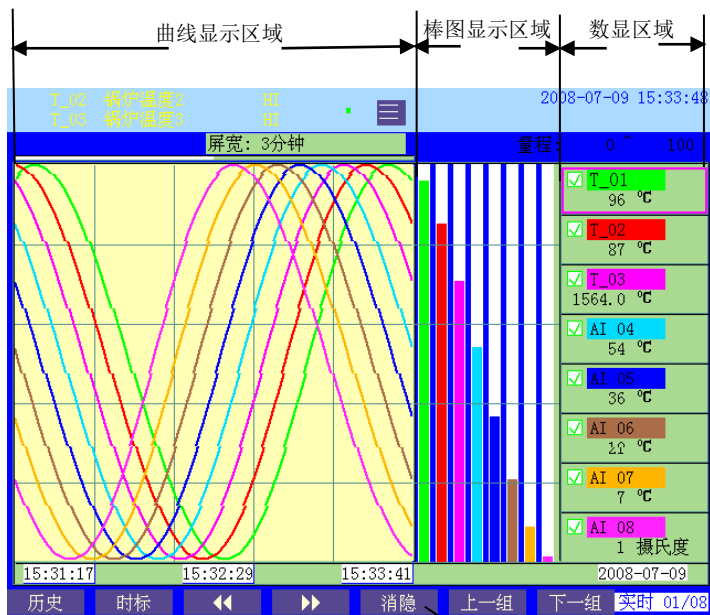 曲线显示区域 棒图显示区域 数显区域
T_02 锅炉温度2 HI 2008-07-09 15:33:48
T_03 锅炉温度3 HI
屏宽: 3分钟 量程: 0 ~ 100
T_01
96 ℃
T_02
87 ℃
T_03
1564.0 ℃
AI 04
54 ℃
AI 05
36 ℃
AI 06
℃
AI 07
7 ℃
AI 08
1 摄氏度
15:31:17 15:32:29 15:33:41 2008-07-09
历史 时标 消隐 上一组 下一组 实时 01/08